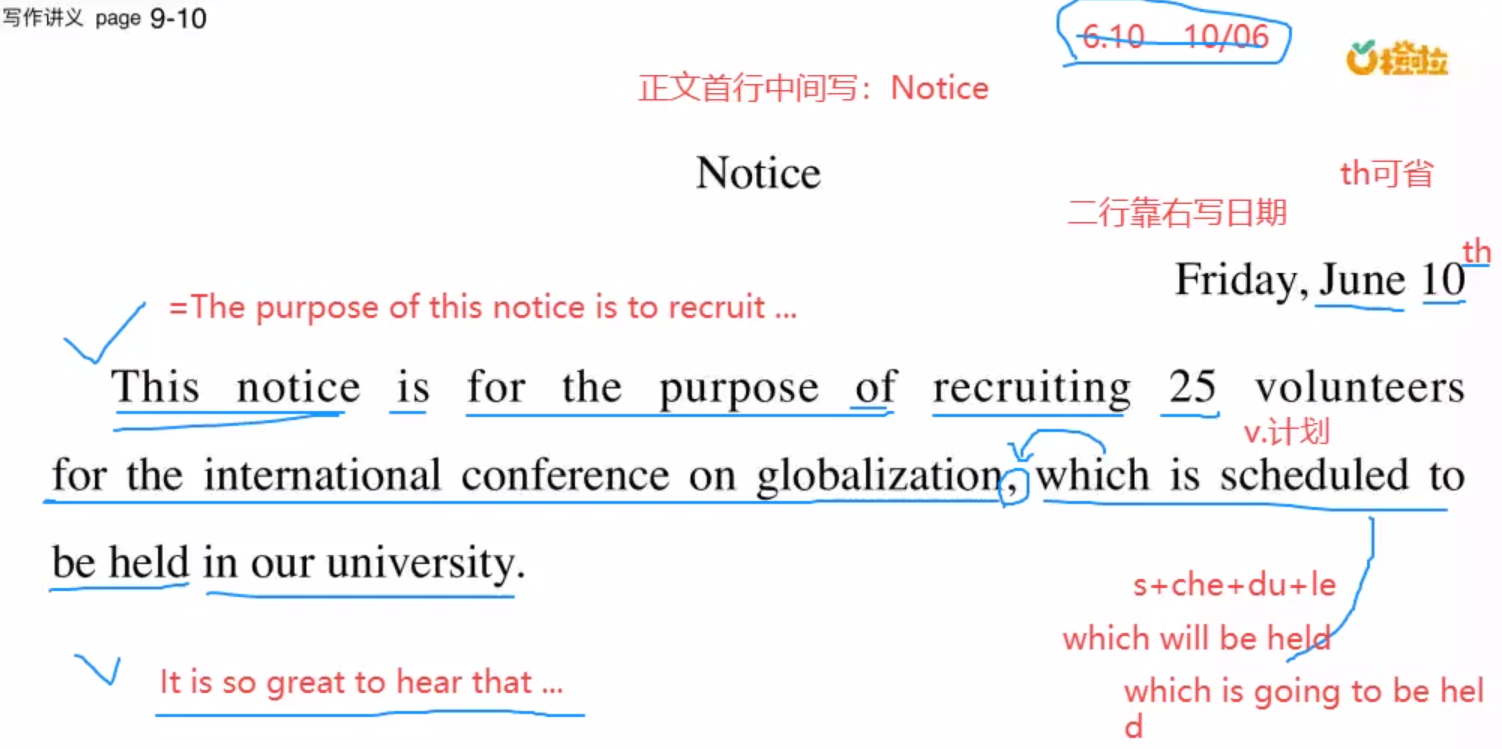 写作讲义 page 9-10
6.10 10/06
橙啦
正文首行中间写：Notice
Notice
th可省
二行靠右写日期
Friday, June 10th
=The purpose of this notice is to recruit ...
This notice is for the purpose of recruiting 25 volunteers
v.计划
for the international conference on globalization, which is scheduled to
be held in our university.
s+che+du+le
which will be held
It is so great to hear that ...
which is going to be hel
d